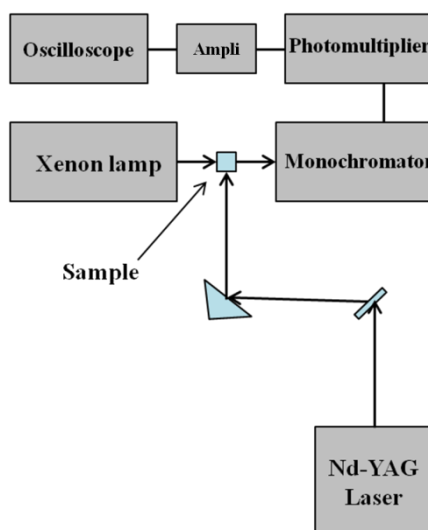 Oscilloscope
Ampli
Photomultiplier
Xenon lamp
Monochromator
Sample
Nd-YAG
Laser